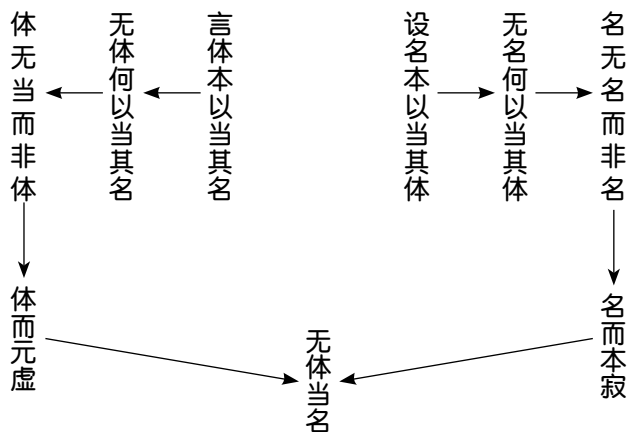 体无当而非体
无体何以当其名
言体本以当其名
设名本以当其体
无名何以当其体
名无名而非名
体而元虚
无体当名
名而本寂